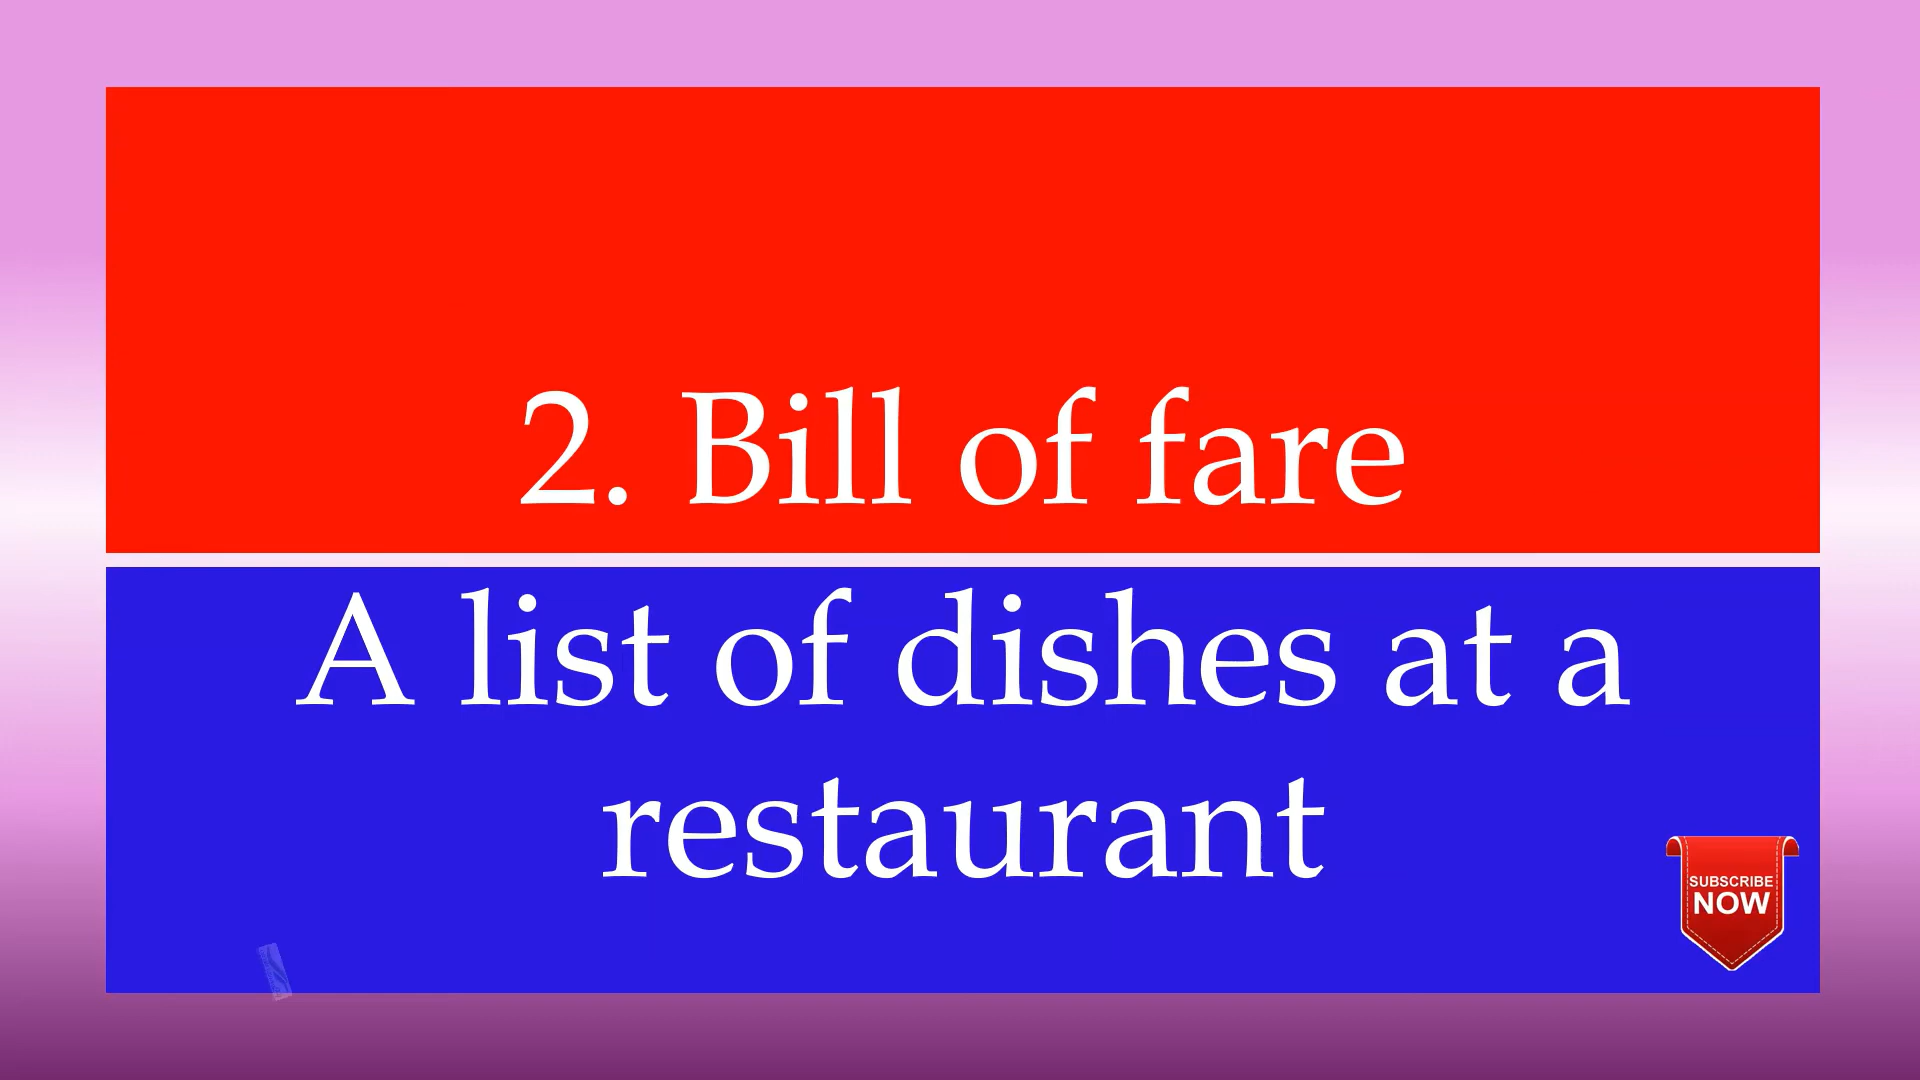 2. Bill of fare
A list of dishes at a
restaurant
SUBSCRIBE
NOW